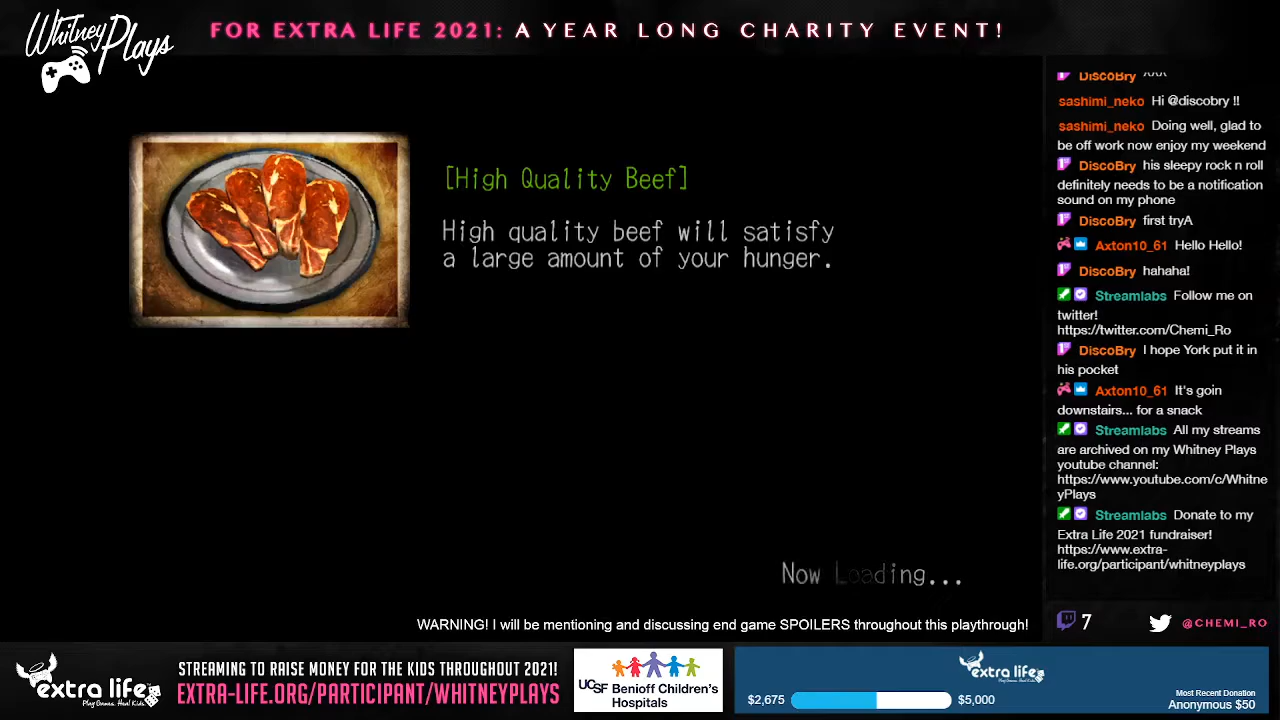 Whitney Plays
FOR EXTRA LIFE 2021: A YEAR LONG CHARITY EVENT!
[High Quality Beef]
High quality beef will satisfy
a large amount of your hunger.
Now Loading...
WARNING! I will be mentioning and discussing end game SPOILERS throughout this playthrough!
DiscoBry ^^^
sashimi_neko Hi @discobry !!
sashimi_neko Doing well, glad to
be off work now enjoy my weekend
DiscoBry his sleepy rock n roll
definitely needs to be a notification
sound on my phone
DiscoBry first tryA
Axton10_61 Hello Hello!
DiscoBry hahaha!
Streamlabs Follow me on
twitter!
https://twitter.com/Chemi_Ro
DiscoBry I hope York put it in
his pocket
Axton10_61 It's goin
downstairs... for a snack
Streamlabs All my streams
are archived on my Whitney Plays
youtube channel:
https://www.youtube.com/c/Whitne
yPlays
Streamlabs Donate to my
Extra Life 2021 fundraiser!
https://www.extra-
life.org/participant/whitneyplays
7
@CHEMI_RO
extra life
Play Games. Heal Kids.
STREAMING TO RAISE MONEY FOR THE KIDS THROUGHOUT 2021!
EXTRA-LIFE.ORG/PARTICIPANT/WHITNEYPLAYS
UCSF Benioff Children's
Hospitals
extra life
$2,675
$5,000
Most Recent Donation
Anonymous $50